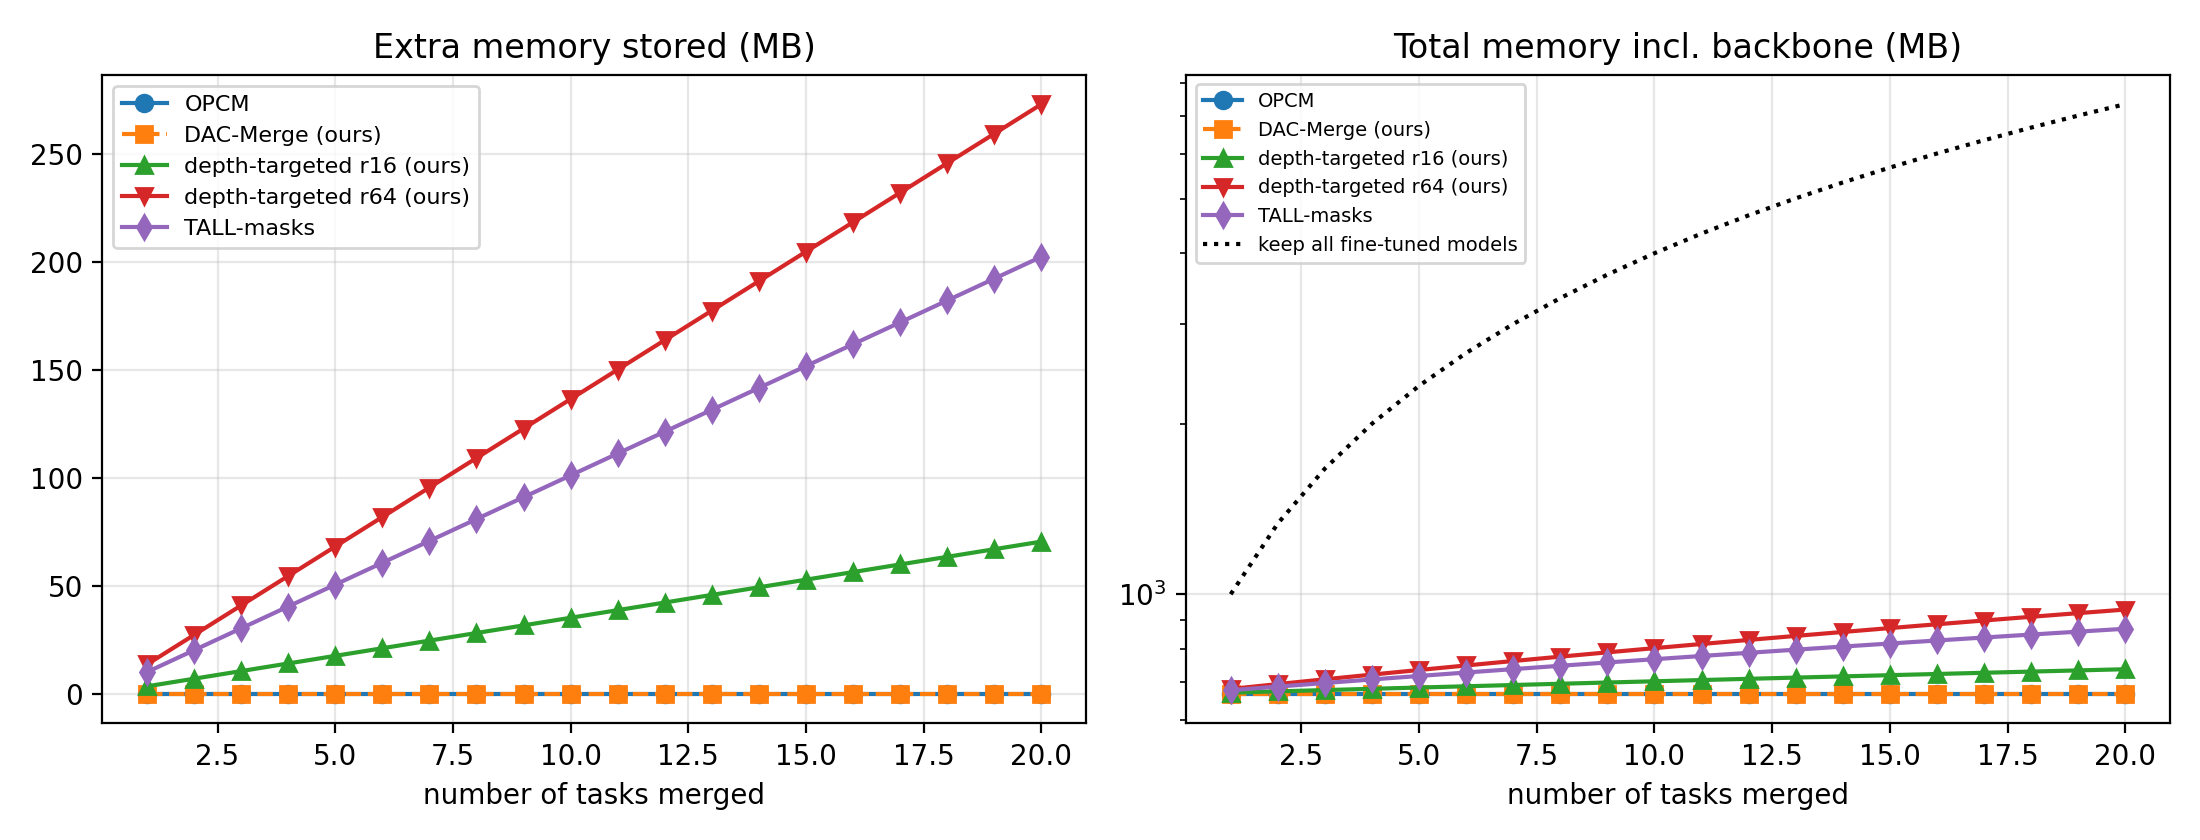 Extra memory stored (MB)
OPCM
DAC-Merge (ours)
depth-targeted r16 (ours)
depth-targeted r64 (ours)
TALL-masks
250
200
150
100
50
0
2.5 5.0 7.5 10.0 12.5 15.0 17.5 20.0
number of tasks merged
Total memory incl. backbone (MB)
OPCM
DAC-Merge (ours)
depth-targeted r16 (ours)
depth-targeted r64 (ours)
TALL-masks
keep all fine-tuned models
10³
2.5 5.0 7.5 10.0 12.5 15.0 17.5 20.0
number of tasks merged